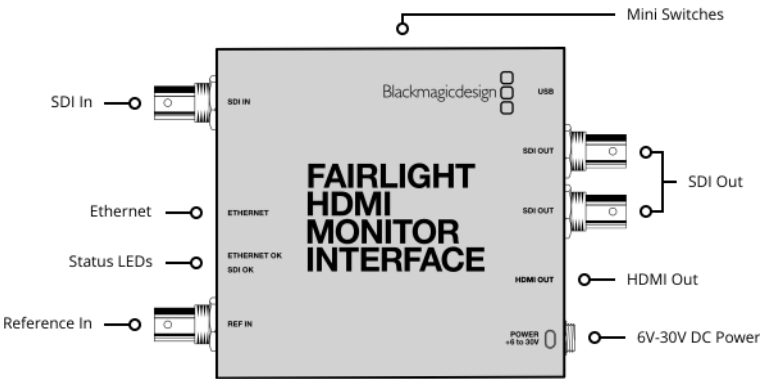 Mini Switches
Blackmagicdesign
USB
SDI In
SDI IN
SDI OUT
SDI OUT
SDI Out
FAIRLIGHT
HDMI
MONITOR
INTERFACE
Ethernet
ETHERNET
Status LEDs
ETHERNET OK
SDI OK
HDMI OUT
HDMI Out
Reference In
REF IN
POWER
+6 to 30V
6V-30V DC Power